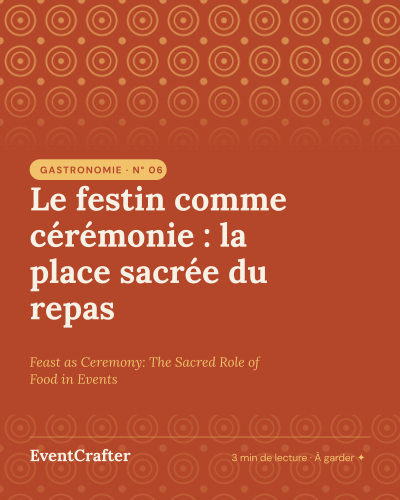 GASTRONOMIE · N° 06
Le festin comme
cérémonie : la
place sacrée du
repas
Feast as Ceremony: The Sacred Role of
Food in Events
EventCrafter
3 min de lecture · À garder ✦